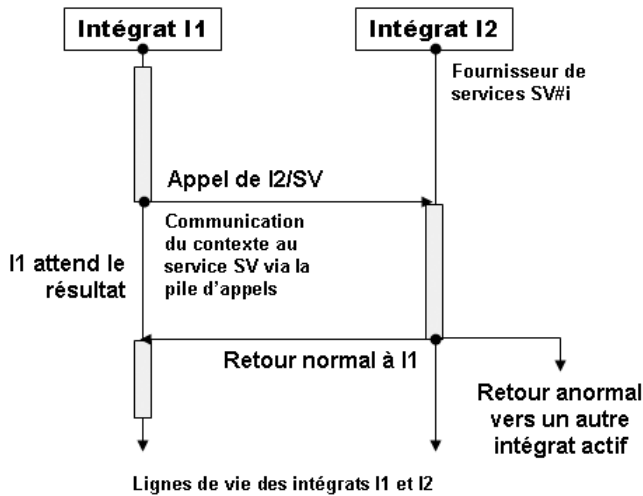 Intégrat I1
Intégrat I2
Fournisseur de
services SV#i
Appel de I2/SV
Communication
du contexte au
service SV via la
pile d'appels
I1 attend le
résultat
Retour normal à I1
Retour anormal
vers un autre
intégrat actif
Lignes de vie des intégrats I1 et I2